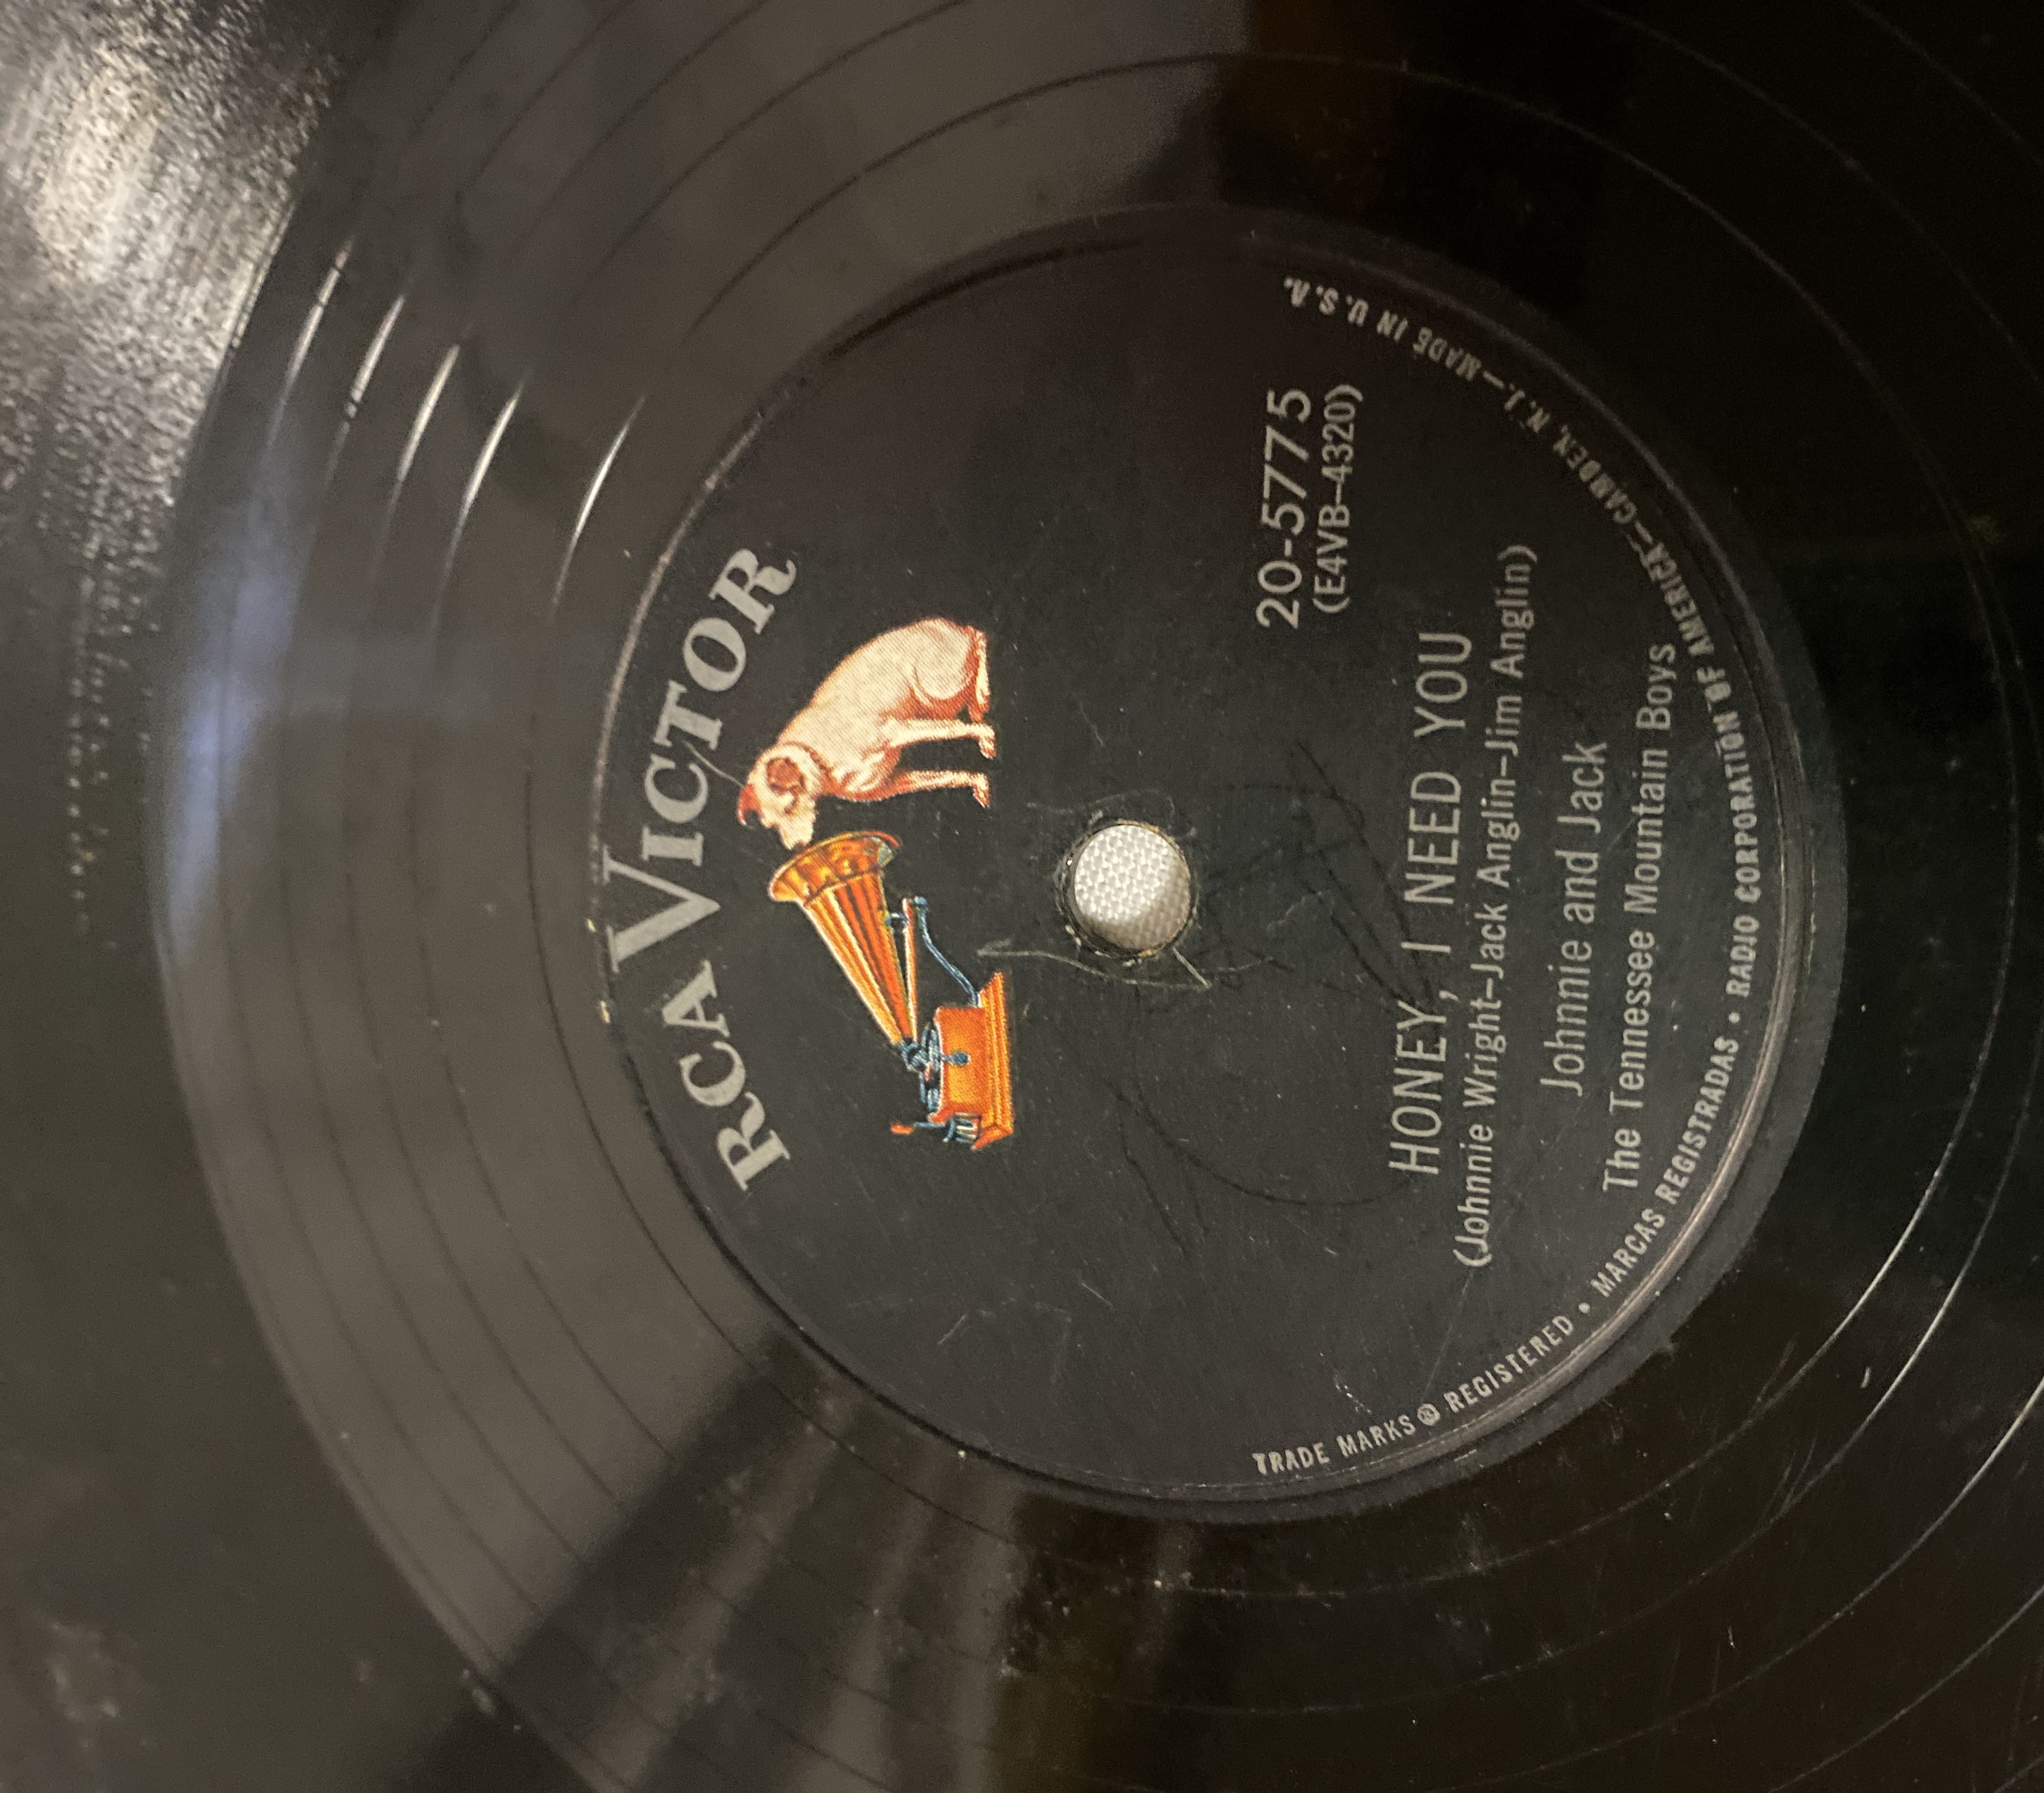 RCA VICTOR
20-5775
(E4VB-4320)
HONEY, I NEED YOU
(Johnnie Wright-Jack Anglin-Jim Anglin)
Johnnie and Jack
The Tennessee Mountain Boys
TRADE MARKS ® REGISTERED • MARCAS REGISTRADAS • RADIO CORPORATION OF AMERICA—CAMDEN, N.J.—MADE IN U.S.A.